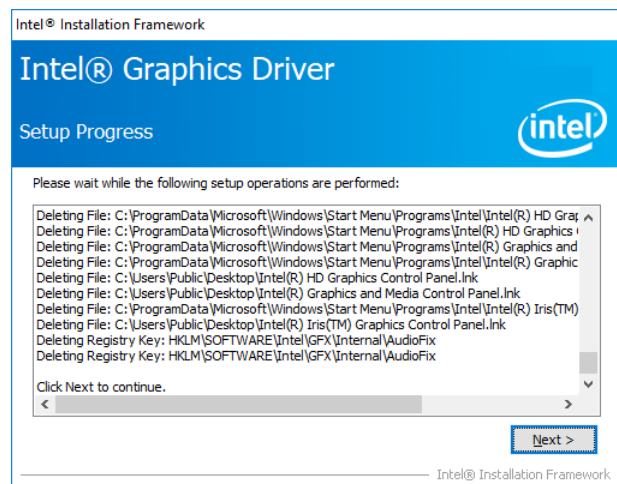 Intel® Installation Framework
Intel® Graphics Driver
Setup Progress
intel
Please wait while the following setup operations are performed:
Deleting File: C:\ProgramData\Microsoft\Windows\Start Menu\Programs\Intel\Intel(R) HD Grap
Deleting File: C:\ProgramData\Microsoft\Windows\Start Menu\Programs\Intel(R) HD Graphics
Deleting File: C:\ProgramData\Microsoft\Windows\Start Menu\Programs\Intel(R) Graphics and
Deleting File: C:\ProgramData\Microsoft\Windows\Start Menu\Programs\Intel\Intel(R) Graphic
Deleting File: C:\Users\Public\Desktop\Intel(R) HD Graphics Control Panel.lnk
Deleting File: C:\Users\Public\Desktop\Intel(R) Graphics and Media Control Panel.lnk
Deleting File: C:\ProgramData\Microsoft\Windows\Start Menu\Programs\Intel\Intel(R) Iris(TM)
Deleting File: C:\Users\Public\Desktop\Intel(R) Iris(TM) Graphics Control Panel.lnk
Deleting Registry Key: HKLM\SOFTWARE\Intel\GFX\Internal\AudioFix
Deleting Registry Key: HKLM\SOFTWARE\Intel\GFX\Internal\AudioFix
Click Next to continue.
Next >
Intel® Installation Framework